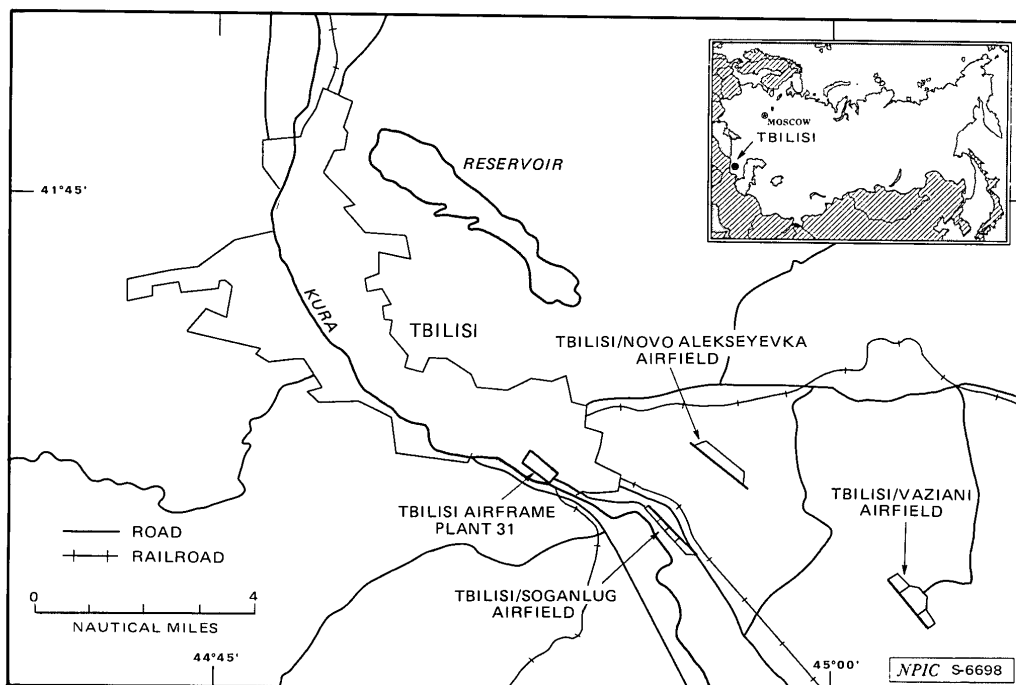 MOSCOW
TBILISI
RESERVOIR
41°45'
KURA
TBILISI
TBILISI/NOVO ALEKSEYEVKA
AIRFIELD
TBILISI/VAZIANI
AIRFIELD
TBILISI AIRFRAME
PLANT 31
ROAD
RAILROAD
TBILISI/SOGANLUG
AIRFIELD
0 4
NAUTICAL MILES
44°45'
45°00'
NPIC S-6698